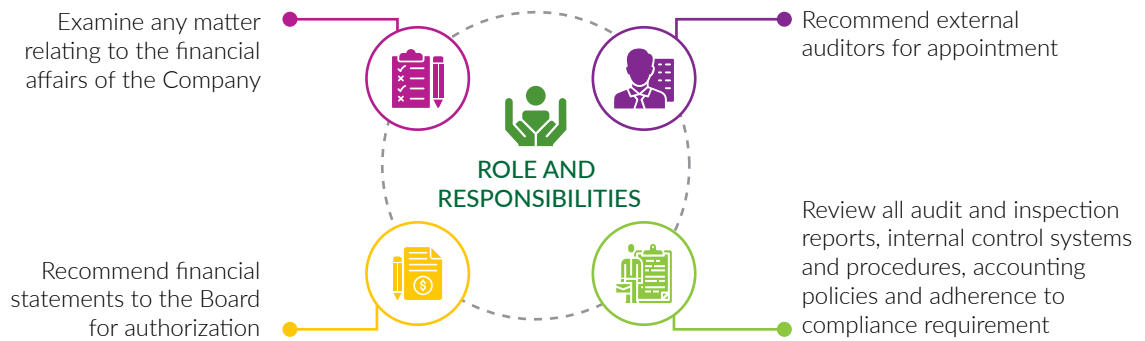 Examine any matter
relating to the financial
affairs of the Company
Recommend external
auditors for appointment
ROLE AND
RESPONSIBILITIES
Recommend financial
statements to the Board
for authorization
Review all audit and inspection
reports, internal control systems
and procedures, accounting
policies and adherence to
compliance requirement
$